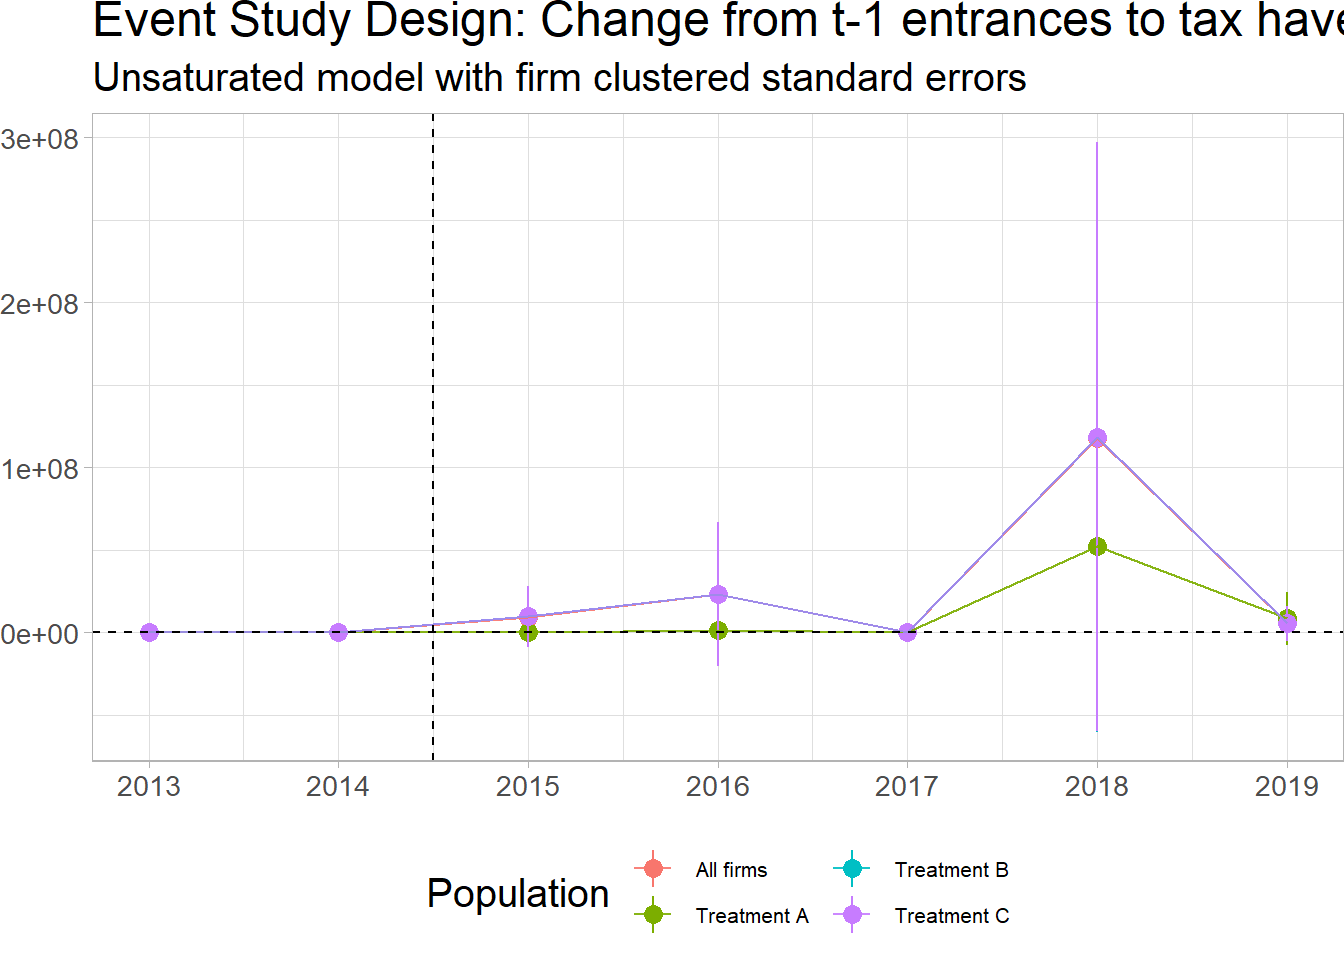 Event Study Design: Change from t-1 entrances to tax have
Unsaturated model with firm clustered standard errors
3e+08
2e+08
1e+08
0e+00
2013 2014 2015 2016 2017 2018 2019
Population
All firms
Treatment A
Treatment B
Treatment C